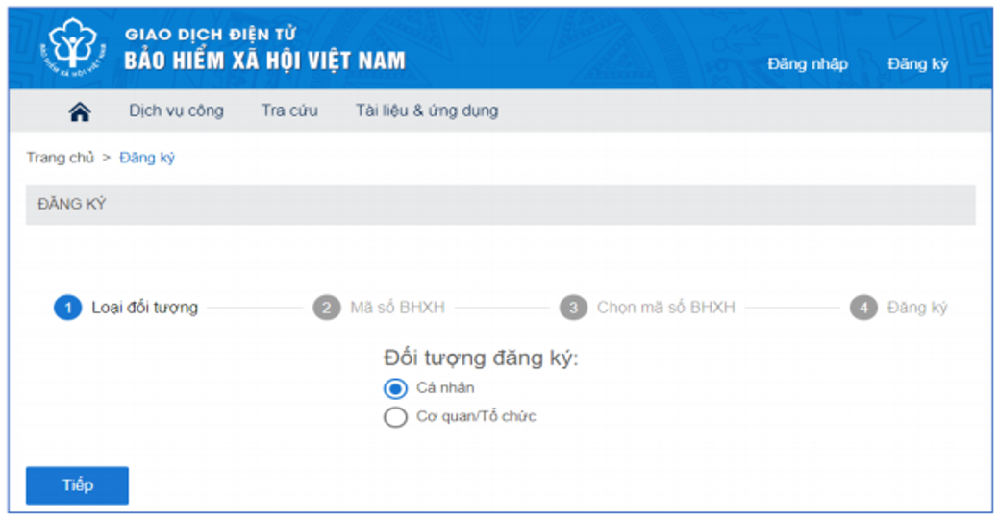 GIAO DỊCH ĐIỆN TỬ
BẢO HIỂM XÃ HỘI VIỆT NAM
Đăng nhập Đăng ký
Dịch vụ công Tra cứu Tài liệu & ứng dụng
Trang chủ > Đăng ký
ĐĂNG KÝ
1 Loại đối tượng 2 Mã số BHXH 3 Chọn mã số BHXH 4 Đăng ký
Đối tượng đăng ký:
Cá nhân
Cơ quan/Tổ chức
Tiếp